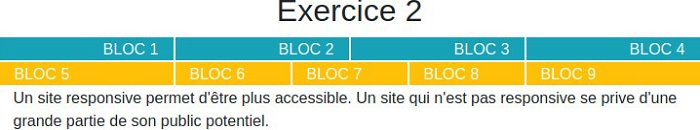 Exercice 2
BLOC 1 BLOC 2 BLOC 3 BLOC 4
BLOC 5 BLOC 6 BLOC 7 BLOC 8 BLOC 9
Un site responsive permet d'être plus accessible. Un site qui n'est pas responsive se prive d'une
grande partie de son public potentiel.